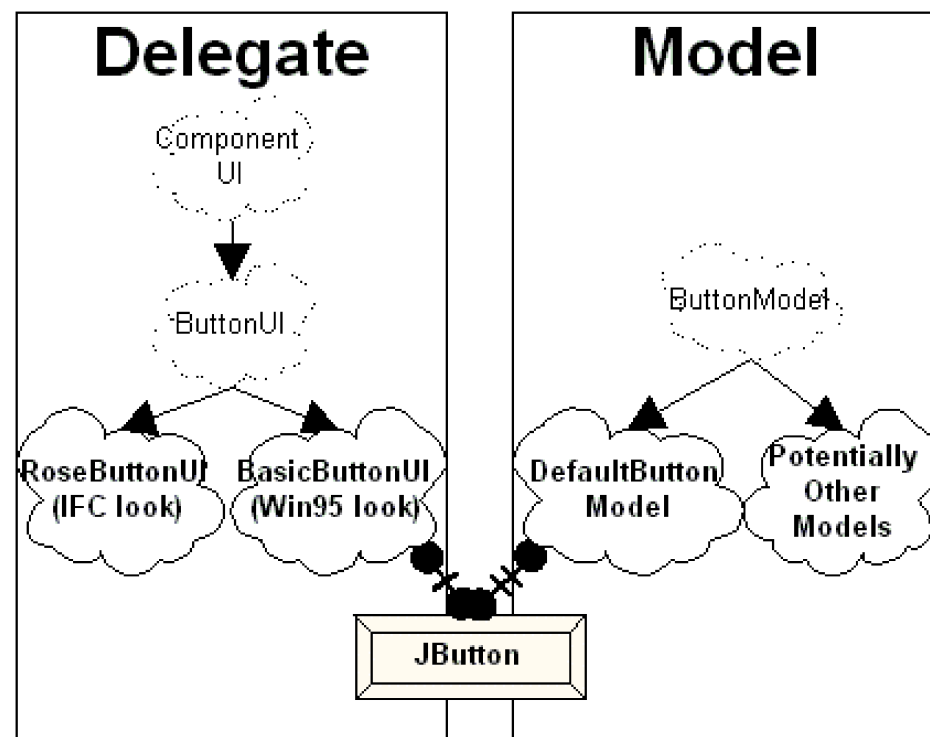 Delegate
Component
UI
ButtonUI
RoseButtonUI
(IFC look)
BasicButtonUI
(Win95 look)
Model
ButtonModel
DefaultButton
Model
Potentially
Other
Models
JButton